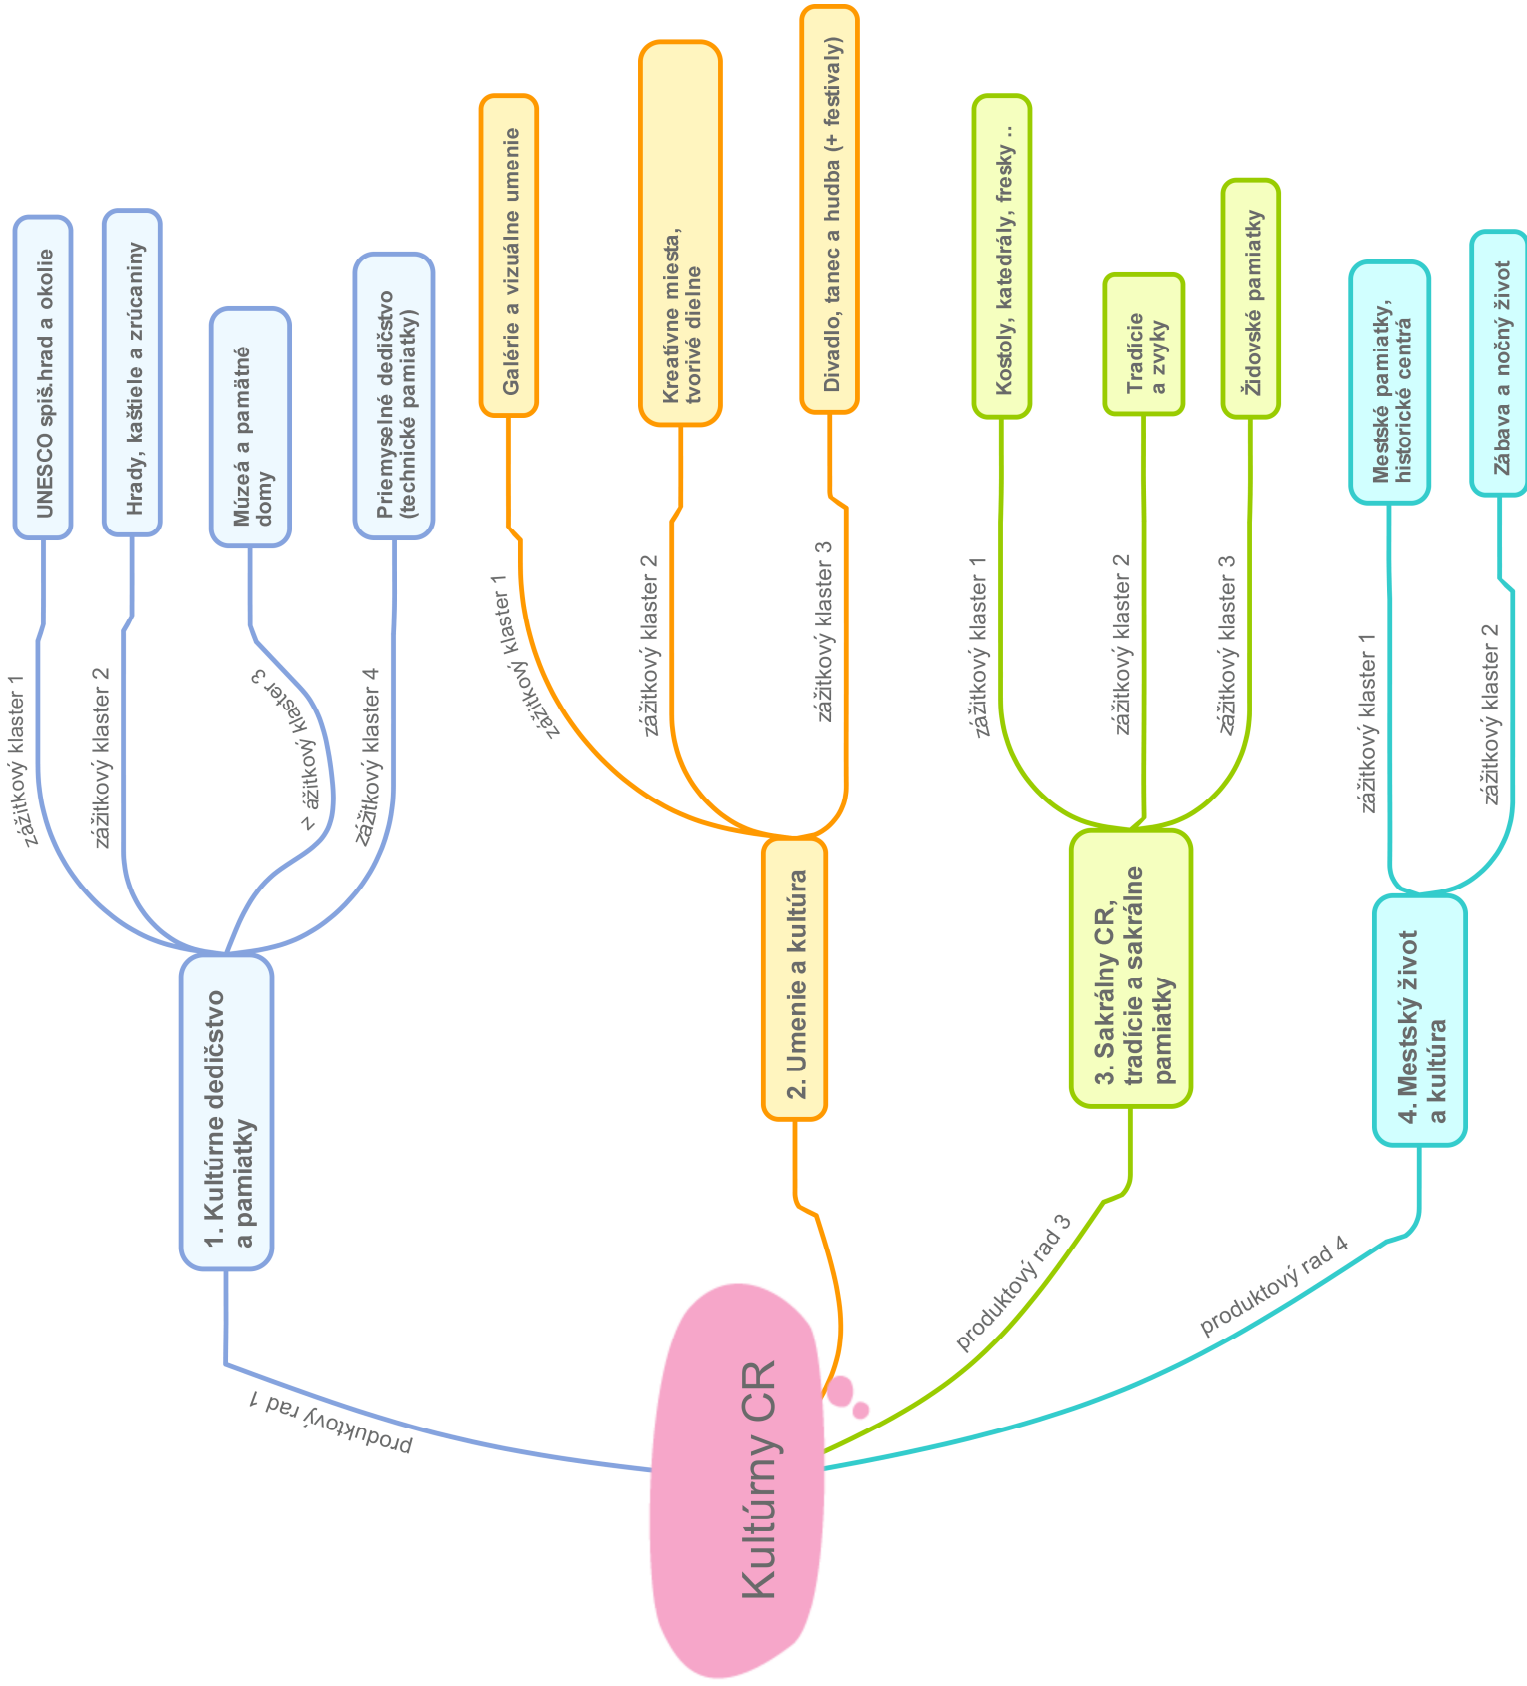 Kultúrny CR
produktový rad 1
1. Kultúrne dedičstvo
a pamiatky
zážitkový klaster 1
UNESCO spiš.hrad a okolie
zážitkový klaster 2
Hrady, kaštiele a zrúcaniny
zážitkový klaster 3
Múzeá a pamätné
domy
zážitkový klaster 4
Priemyselné dedičstvo
(technické pamiatky)
2. Umenie a kultúra
zážitkový klaster 1
Galérie a vizuálne umenie
zážitkový klaster 2
Kreatívne miesta,
tvorivé dielne
zážitkový klaster 3
Divadlo, tanec a hudba (+ festivaly)
produktový rad 3
3. Sakrálny CR,
tradície a sakrálne
pamiatky
zážitkový klaster 1
Kostoly, katedrály, fresky ..
zážitkový klaster 2
Tradície
a zvyky
zážitkový klaster 3
Židovské pamiatky
produktový rad 4
4. Mestský život
a kultúra
zážitkový klaster 1
Mestské pamiatky,
historické centrá
zážitkový klaster 2
Zábava a nočný život